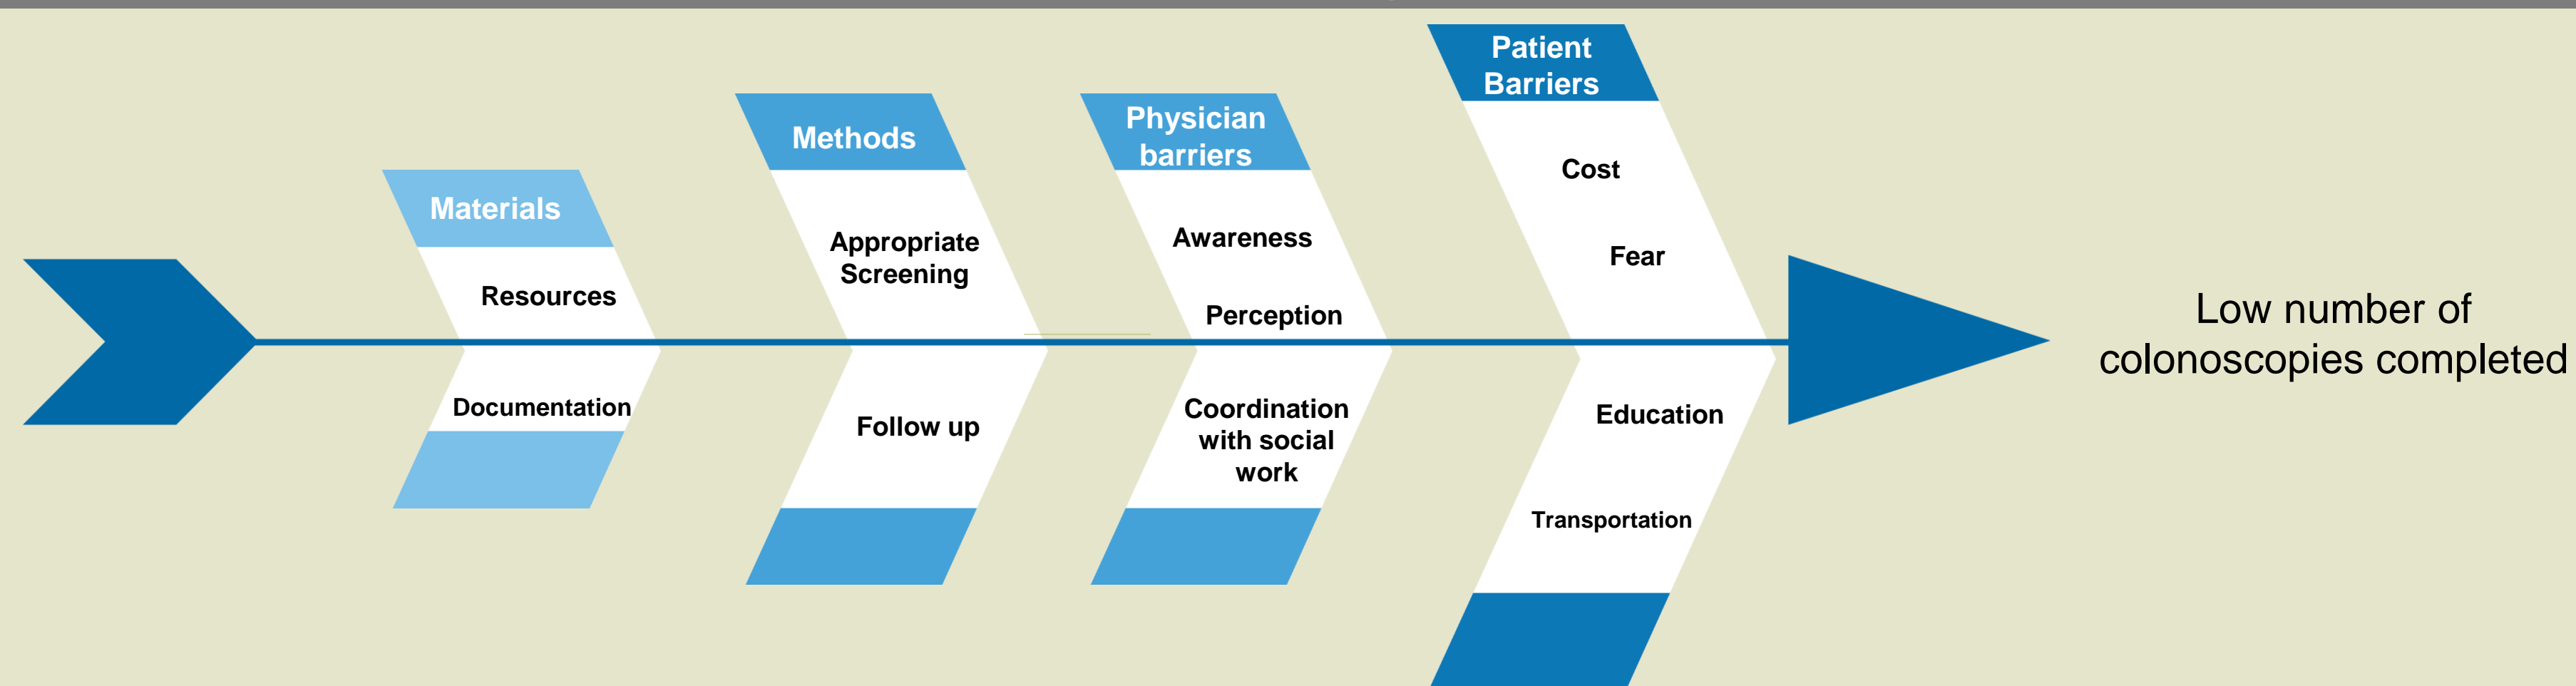 Materials
Resources
Documentation
Methods
Appropriate
Screening
Follow up
Physician
barriers
Awareness
Perception
Coordination
with social
work
Patient
Barriers
Cost
Fear
Education
Transportation
Low number of
colonoscopies completed